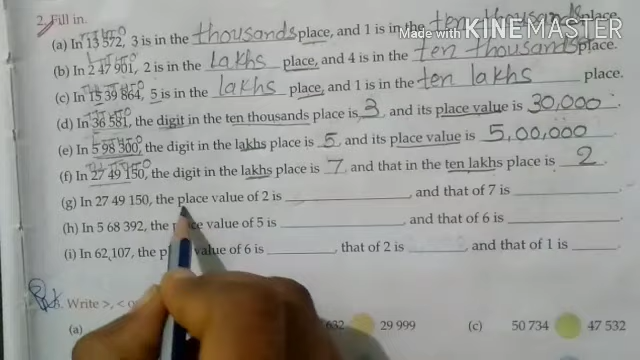 Made with KINEMASTER
2. Fill in.
(a) In 13 572, 3 is in the thousands place, and 1 is in the ten thousands place.
(b) In 2 47 901, 2 is in the lakhs place, and 4 is in the ten thousands place.
(c) In 15 39 864, 5 is in the lakhs place, and 1 is in the ten lakhs place.
(d) In 36 581, the digit in the ten thousands place is 3 and its place value is 30,000
(e) In 5 98 300, the digit in the lakhs place is 5 and its place value is 5,00,000
(f) In 27 49 150, the digit in the lakhs place is 7 and that in the ten lakhs place is 2
(g) In 27 49 150, the place value of 2 is and that of 7 is
(h) In 5 68 392, the value of 5 is and that of 6 is
(i) In 62,107, the value of 6 is that of 2 is and that of 1 is
3. Write >, <
(a) 632 29 999 (c) 50 734 47 532